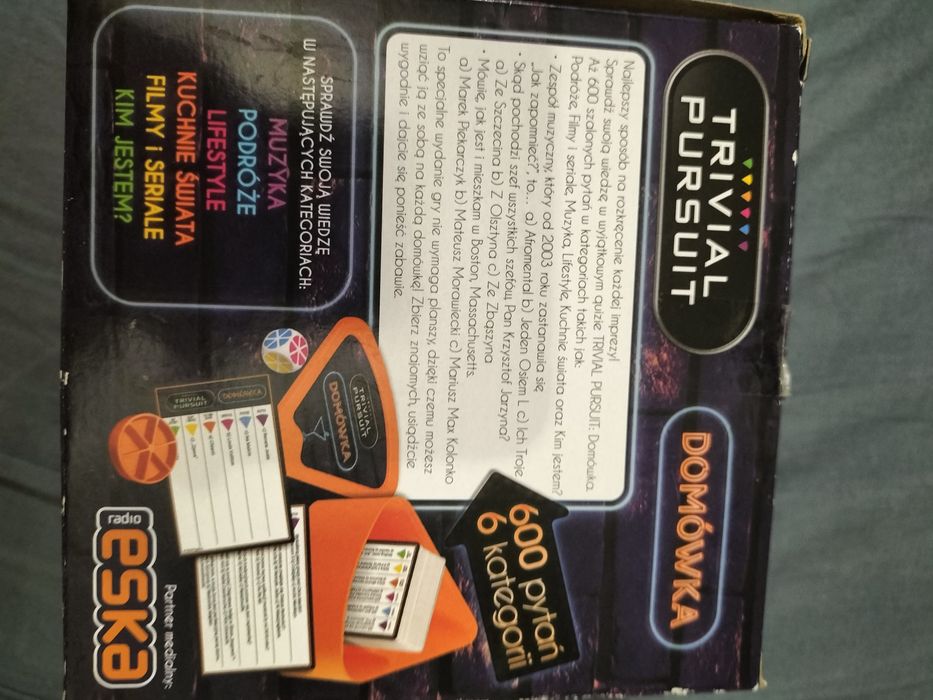 TRIVIAL
PURSUIT
DOMÓWKA
Najlepszy sposób na rozkręcenie każdej imprezy!
Sprawdź swoją wiedzę w wyjątkowym quizie TRIVIAL PURSUIT: Domówka.
Aż 600 szalonych pytań w kategoriach takich jak:
Podróże, Filmy i seriale, Muzyka, Lifestyle, Kuchnie świata oraz Kim jestem?
• Zespół muzyczny, który od 2003 roku zastanawia się,
„Jak zapomnieć?", to... a) Afromental b) Jeden Osiem L c) Ich Troje
• Skąd pochodzi szef wszystkich szefów, Pan Krzysztof Jarzyna?
a) Ze Szczecina b) Z Olsztyna c) Ze Zbąszyna
• Mówię, jak jest i mieszkam w Boston, Massachusetts.
a) Marek Piekarczyk b) Mateusz Morawiecki c) Mariusz Max Kolonko
To specjalne wydanie gry nie wymaga planszy, dzięki czemu możesz
wziąć ją ze sobą na każdą domówkę! Zbierz znajomych, usiądźcie
wygodnie i dajcie się ponieść zabawie.
600 pytań
6 kategorii
SPRAWDŹ SWOJĄ WIEDZĘ
W NASTĘPUJĄCYCH KATEGORIACH:
MUZYKA
PODRÓŻE
LIFESTYLE
KUCHNIE ŚWIATA
FILMY i SERIALE
KIM JESTEM?
TRIVIAL
PURSUIT
DOMÓWKA
TRIVIAL
PURSUIT
DOMÓWKA
Partner medialny:
radio
eska